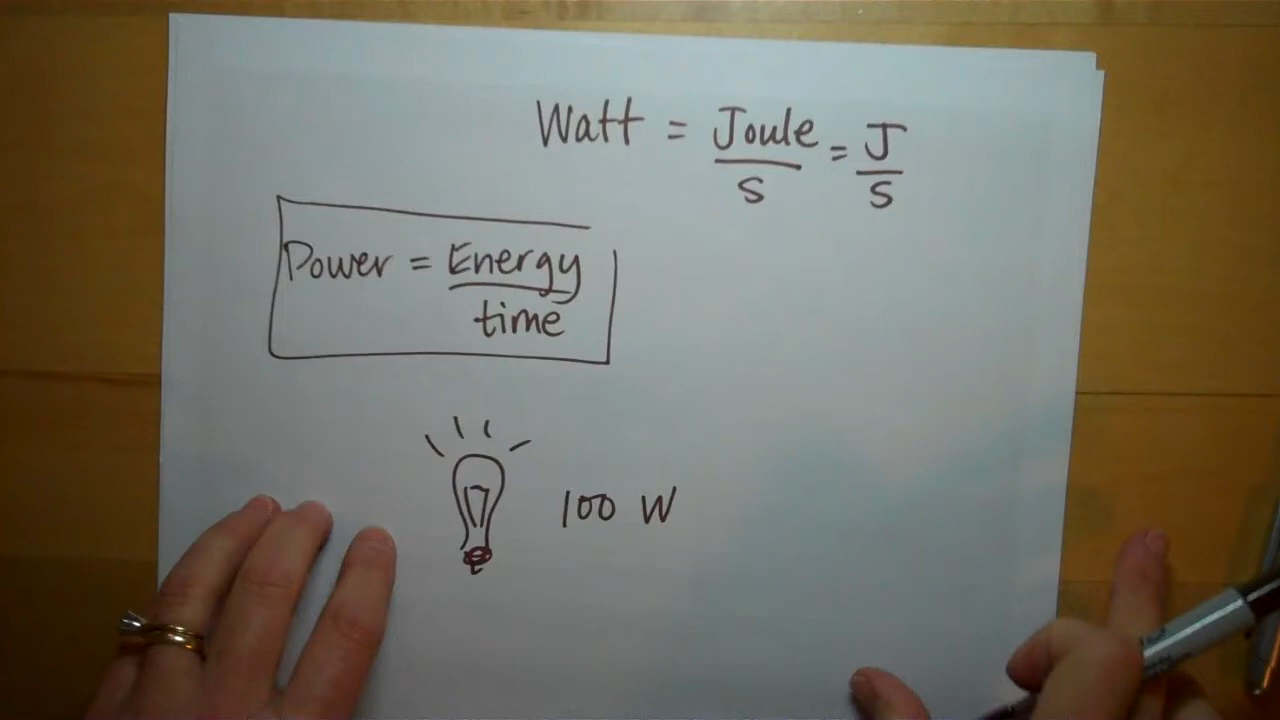 Watt = Joule/s = J/s
Power = Energy/time
100 W